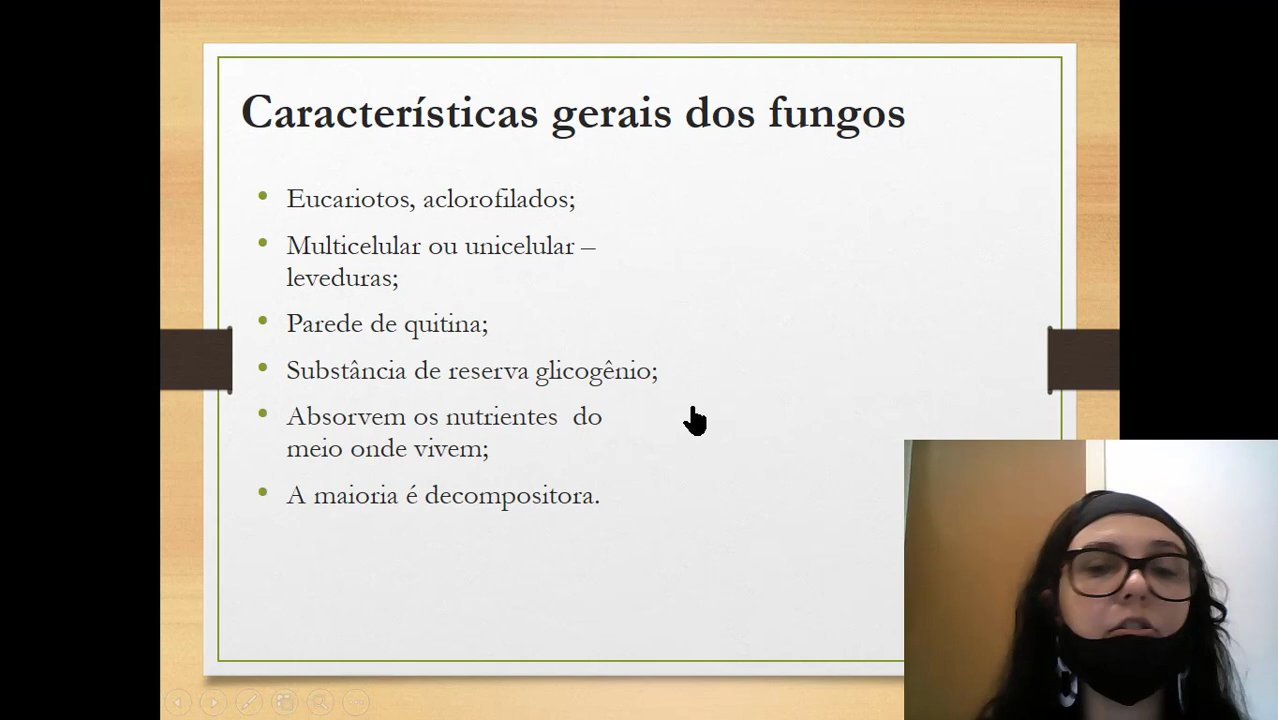 Características gerais dos fungos
• Eucariotos, aclorofilados;
• Multicelular ou unicelular –
leveduras;
• Parede de quitina;
• Substância de reserva glicogênio;
• Absorvem os nutrientes do
meio onde vivem;
• A maioria é decompositora.